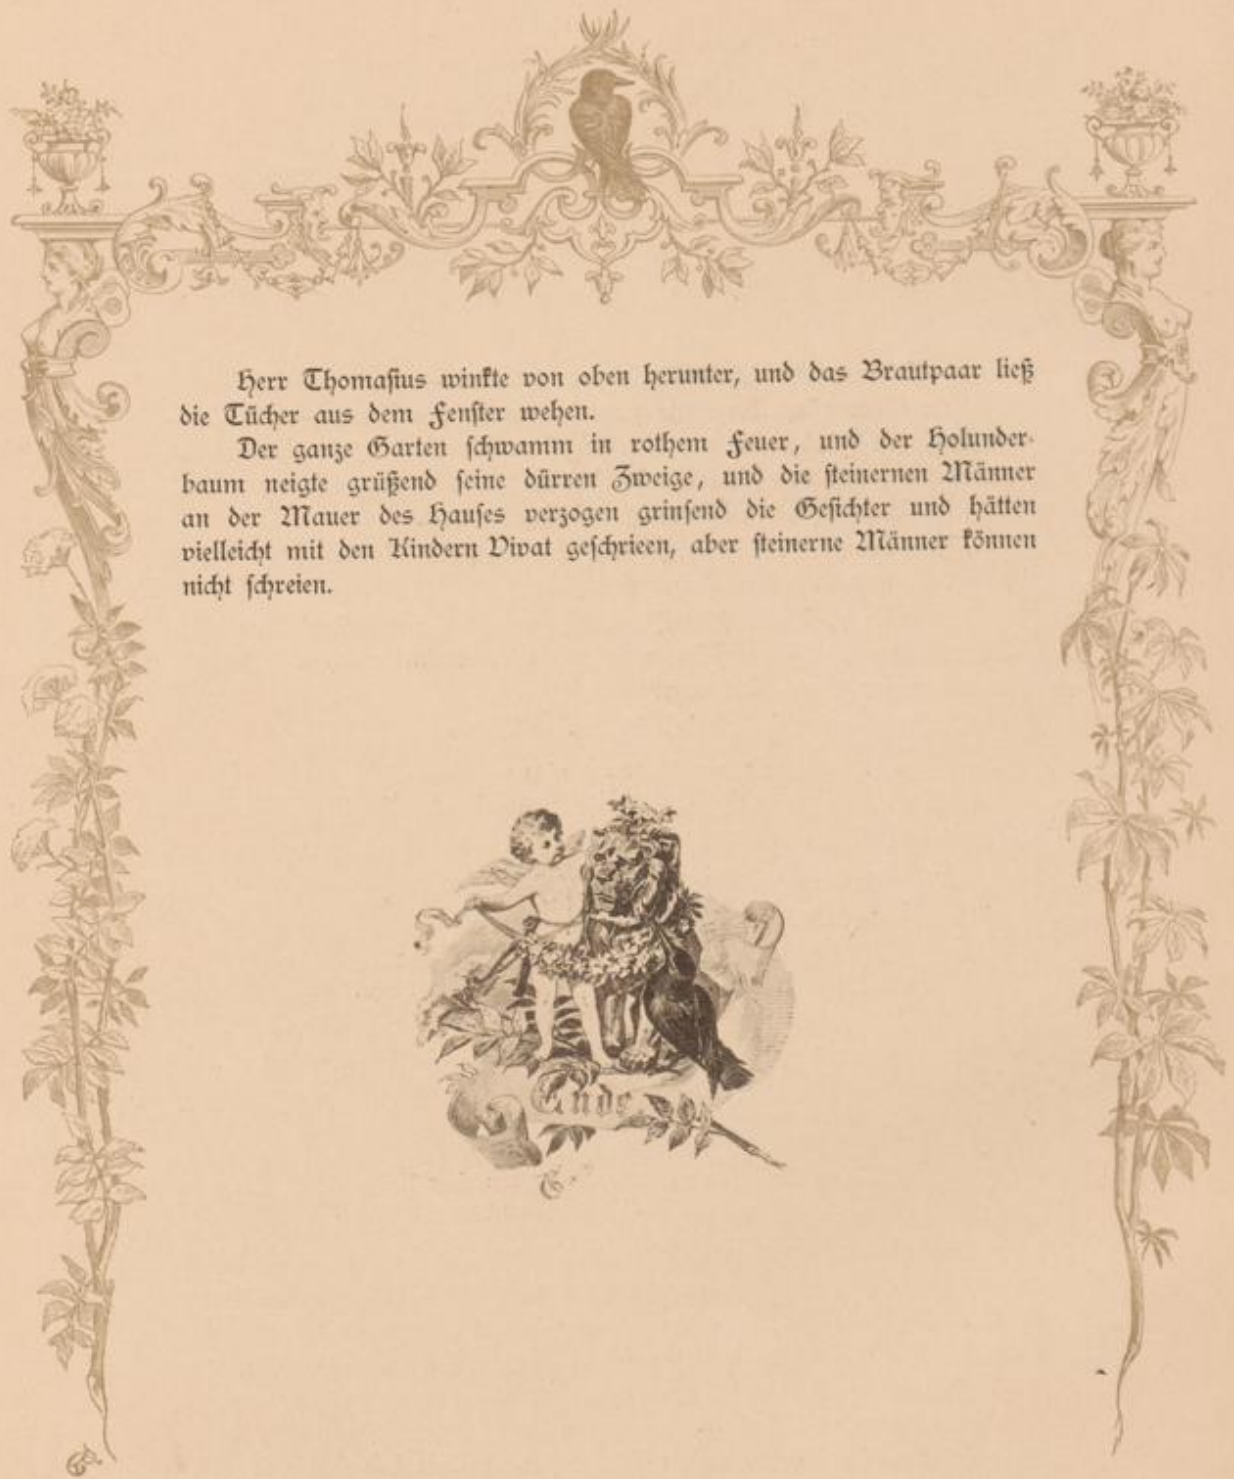 Herr Thomasius winkte von oben herunter, und das Brautpaar ließ
die Tücher aus dem Fenster wehen.
Der ganze Garten schwamm in rothem Feuer, und der Holunder-
baum neigte grüßend seine dürren Zweige, und die steinernen Männer
an der Mauer des Hauses verzogen grinsend die Gesichter und hätten
vielleicht mit den Kindern Vivat geschrieen, aber steinerne Männer können
nicht schreien.
Ende